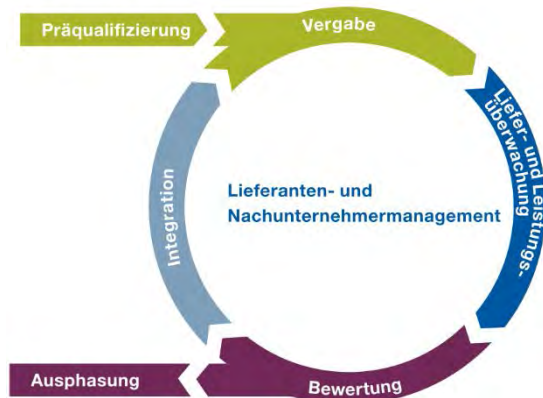 Präqualifizierung
Vergabe
Liefer- und Leistungs-
überwachung
Lieferanten- und
Nachunternehmermanagement
Integration
Bewertung
Ausphasung